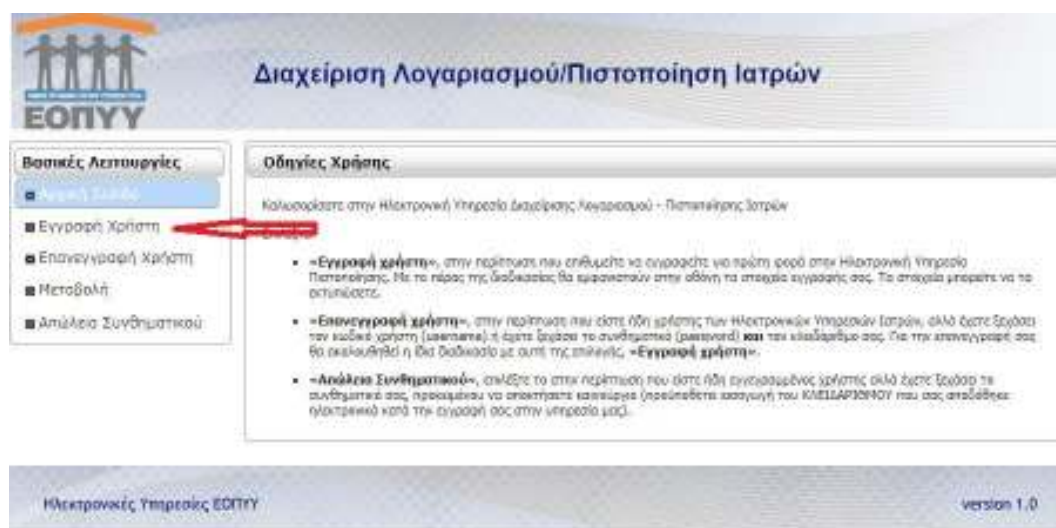 ΕΟΠΥΥ
Διαχείριση Λογαριασμού/Πιστοποίηση Ιατρών
Βασικές Λειτουργίες
Αρχική Σελίδα
Εγγραφή Χρήστη
Επανεγγραφή Χρήστη
Μεταβολή
Απώλεια Συνθηματικού
Οδηγίες Χρήσης
Καλωσορίσατε στην Ηλεκτρονική Υπηρεσία Διαχείρισης Λογαριασμού - Πιστοποίησης Ιατρών
«Εγγραφή χρήστη», στην περίπτωση που επιθυμείτε να εγγραφείτε για πρώτη φορά στην Ηλεκτρονική Υπηρεσία
Πιστοποίησης. Με το πέρας της διαδικασίας θα εμφανιστούν στην οθόνη τα στοιχεία εγγραφής σας. Τα στοιχεία μπορείτε να τα
εκτυπώσετε.
«Επανεγγραφή χρήστη», στην περίπτωση που είστε ήδη χρήστης των Ηλεκτρονικών Υπηρεσιών Ιατρών, αλλά έχετε ξεχάσει
τον κωδικό χρήστη (username) ή έχετε ξεχάσει το συνθηματικό (password) και τον κλειδάριθμο σας. Για την επανεγγραφή σας
θα ακολουθηθεί η ίδια διαδικασία με αυτή της επιλογής, «Εγγραφή χρήστη».
«Απώλεια Συνθηματικού», επιλέξτε το στην περίπτωση που είστε ήδη εγγεγραμμένος χρήστης αλλά έχετε ξεχάσει το
συνθηματικό σας, προκειμένου να αποκτήσετε καινούργιο (προϋποθέτει εισαγωγή του ΚΛΕΙΔΑΡΙΘΜΟΥ που σας αποδόθηκε
ηλεκτρονικά κατά την εγγραφή σας στην υπηρεσία μας).
Ηλεκτρονικές Υπηρεσίες ΕΟΠΥΥ
version 1.0